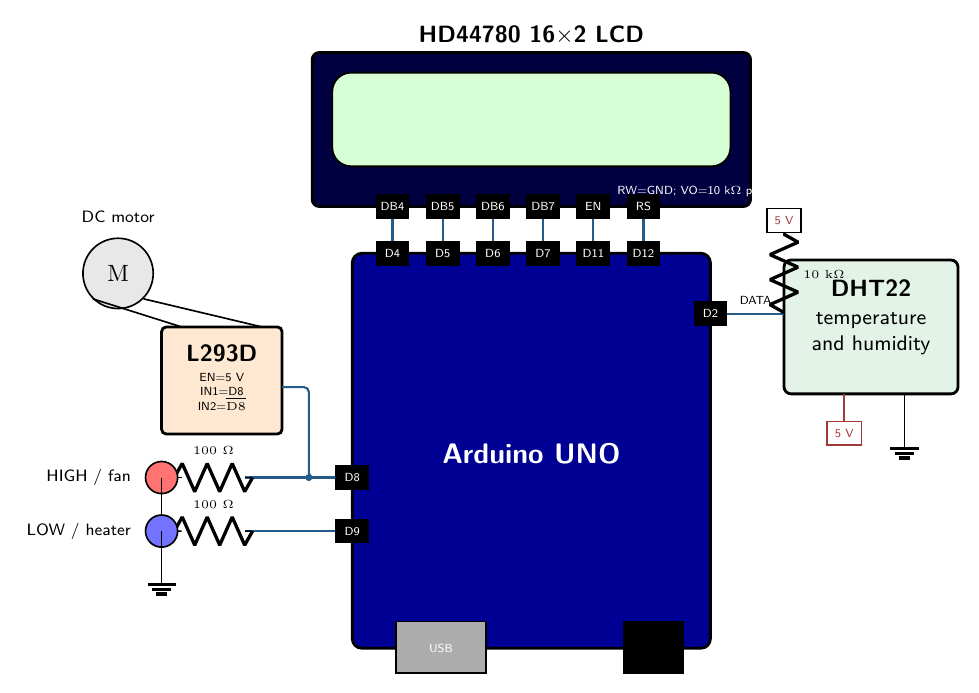 HD44780 16×2 LCD
RW=GND; VO=10 kΩ p
DB4 DB5 DB6 DB7 EN RS
D4 D5 D6 D7 D11 D12
DC motor
M
L293D
EN=5 V
IN1=D8
IN2=D̅8̅
100 Ω
HIGH / fan
100 Ω
LOW / heater
D8
D9
Arduino UNO
USB
D2
DATA
5 V
10 kΩ
DHT22
temperature
and humidity
5 V